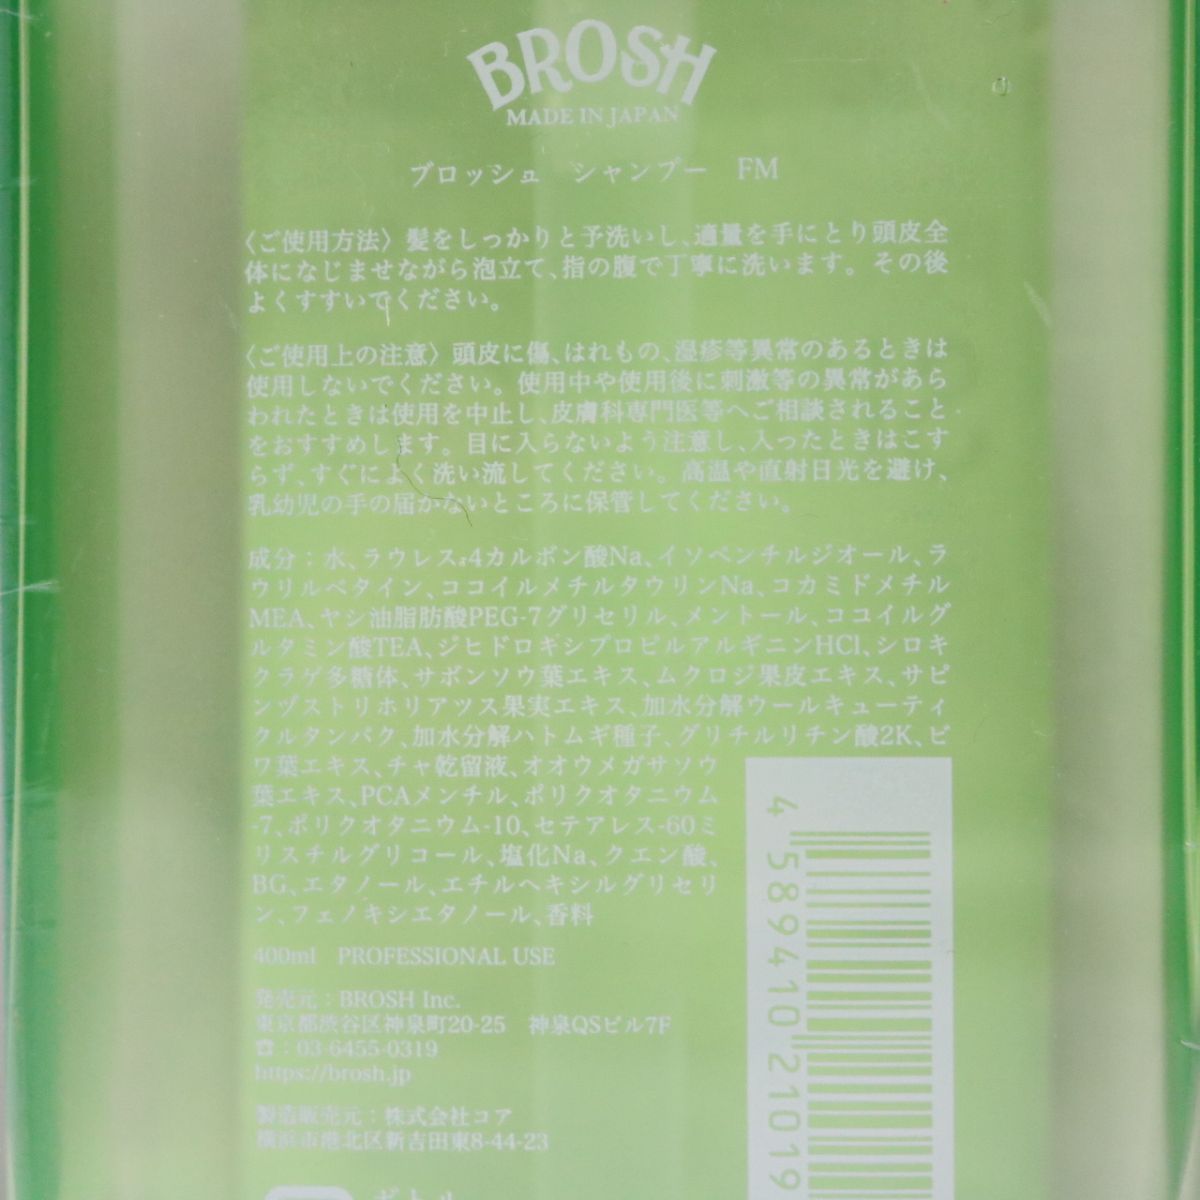 BROSH
MADE IN JAPAN
ブロッシュ シャンプー FM
〈ご使用方法〉髪をしっかりと予洗いし、適量を手にとり頭皮全
体になじませながら泡立て、指の腹で丁寧に洗います。その後
よくすすいでください。
〈ご使用上の注意〉頭皮に傷、はれもの、湿疹等異常のあるときは
使用しないでください。使用中や使用後に刺激等の異常があら
われたときは使用を中止し、皮膚科専門医等へご相談されること
をおすすめします。目に入らないよう注意し、入ったときはこす
らず、すぐによく洗い流してください。高温や直射日光を避け、
乳幼児の手の届かないところに保管してください。
成分：水、ラウレス-4カルボン酸Na、イソペンチルジオール、ラ
ウリルベタイン、ココイルメチルタウリンNa、コカミドメチル
MEA、ヤシ油脂肪酸PEG-7グリセリル、メントール、ココイルグ
ルタミン酸TEA、ジヒドロキシプロピルアルギニンHCl、シロキ
クラゲ多糖体、サボンソウ葉エキス、ムクロジ果皮エキス、サピ
ンヅストリホリアツス果実エキス、加水分解ウールキューティ
クルタンパク、加水分解ハトムギ種子、グリチルリチン酸2K、ビ
ワ葉エキス、チャ乾留液、オオウメガサソウ
葉エキス、PCAメンチル、ポリクオタニウム
-7、ポリクオタニウム-10、セテアレス-60ミ
リスチルグリコール、塩化Na、クエン酸、
BG、エタノール、エチルヘキシルグリセリ
ン、フェノキシエタノール、香料
400ml PROFESSIONAL USE
発売元：BROSH Inc.
東京都渋谷区神泉町20-25 神泉QSビル7F
☎：03-6455-0319
https://brosh.jp
製造販売元：株式会社コア
横浜市港北区新吉田東8-44-23
ボトル
4 589410 21019